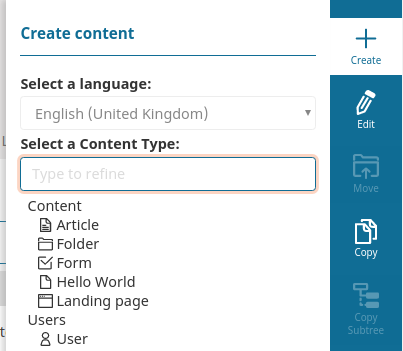 Create content
Select a language:
English (United Kingdom)
Select a Content Type:
Type to refine
Content
Article
Folder
Form
Hello World
Landing page
Users
User
Create
Edit
Move
Copy
Copy
Subtree